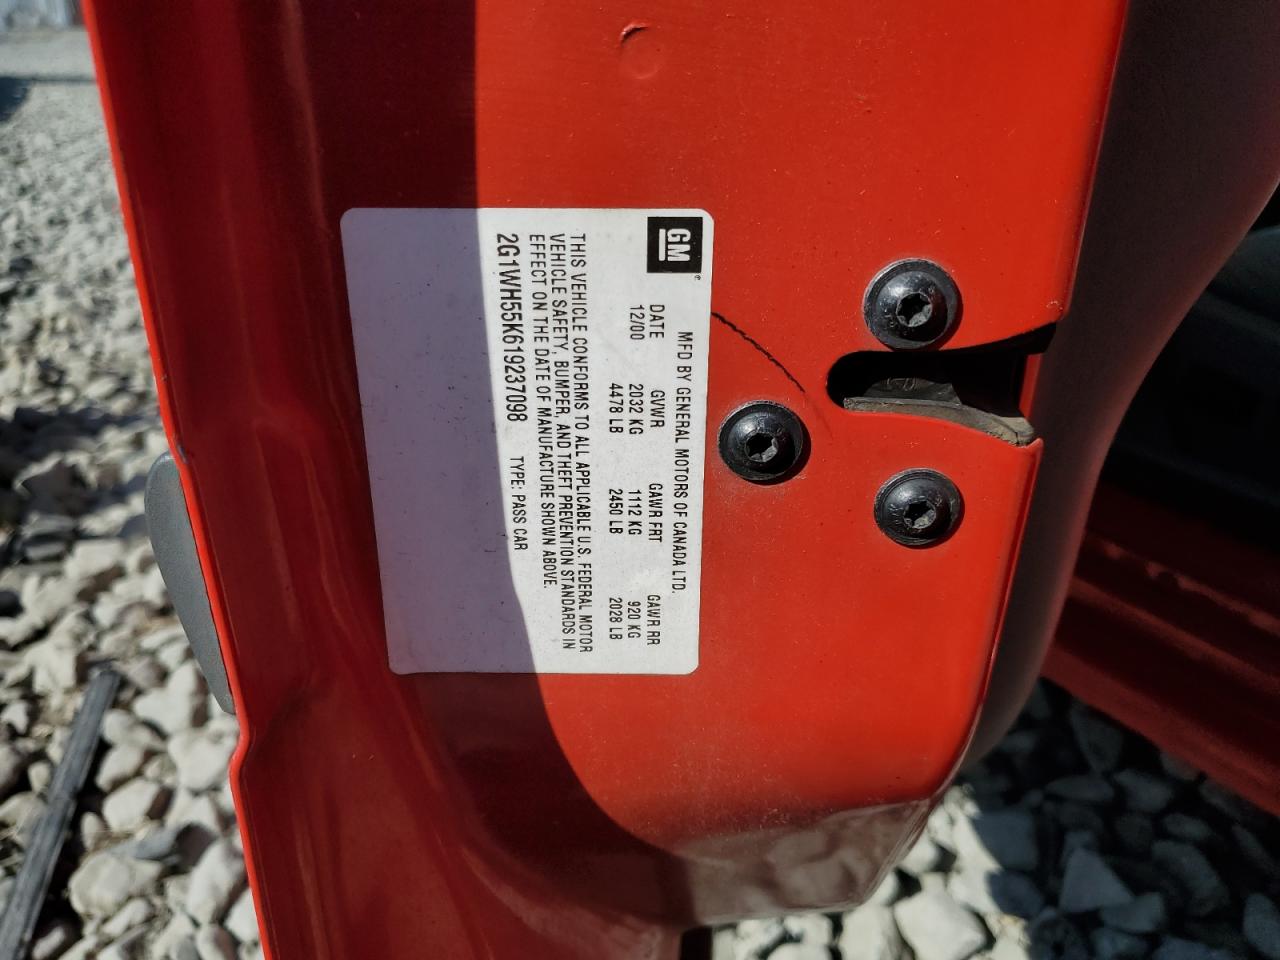 GM
MFD BY GENERAL MOTORS OF CANADA LTD.
DATE GVWR GAWR FRT GAWR RR
12/00 2032 KG 1112 KG 920 KG
4478 LB 2450 LB 2028 LB
THIS VEHICLE CONFORMS TO ALL APPLICABLE U.S. FEDERAL MOTOR
VEHICLE SAFETY, BUMPER, AND THEFT PREVENTION STANDARDS IN
EFFECT ON THE DATE OF MANUFACTURE SHOWN ABOVE.
2G1WH55K619237098 TYPE: PASS CAR